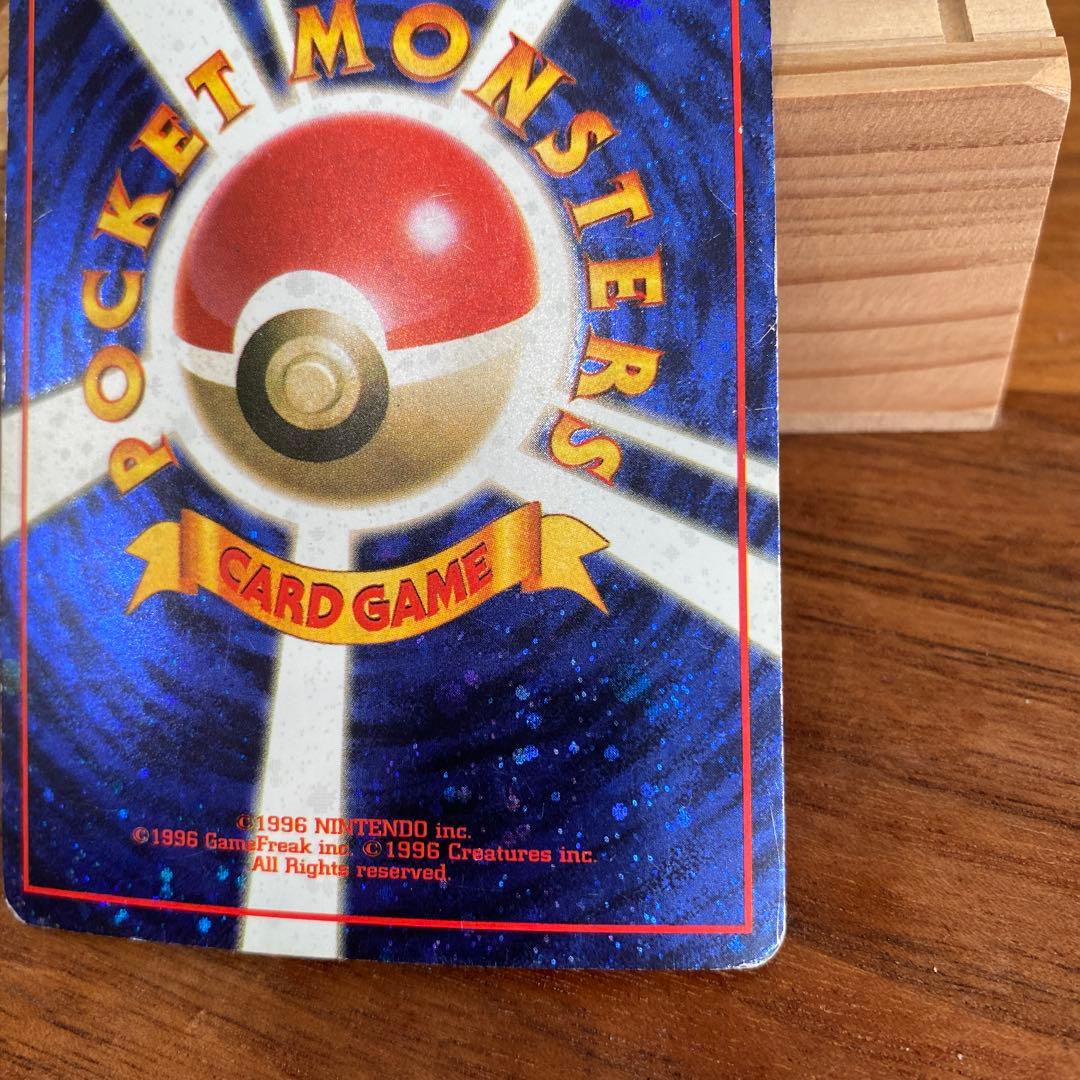 POCKET MONSTERS
CARD GAME
©1996 NINTENDO inc.
©1996 GameFreak inc. ©1996 Creatures inc.
All Rights reserved.